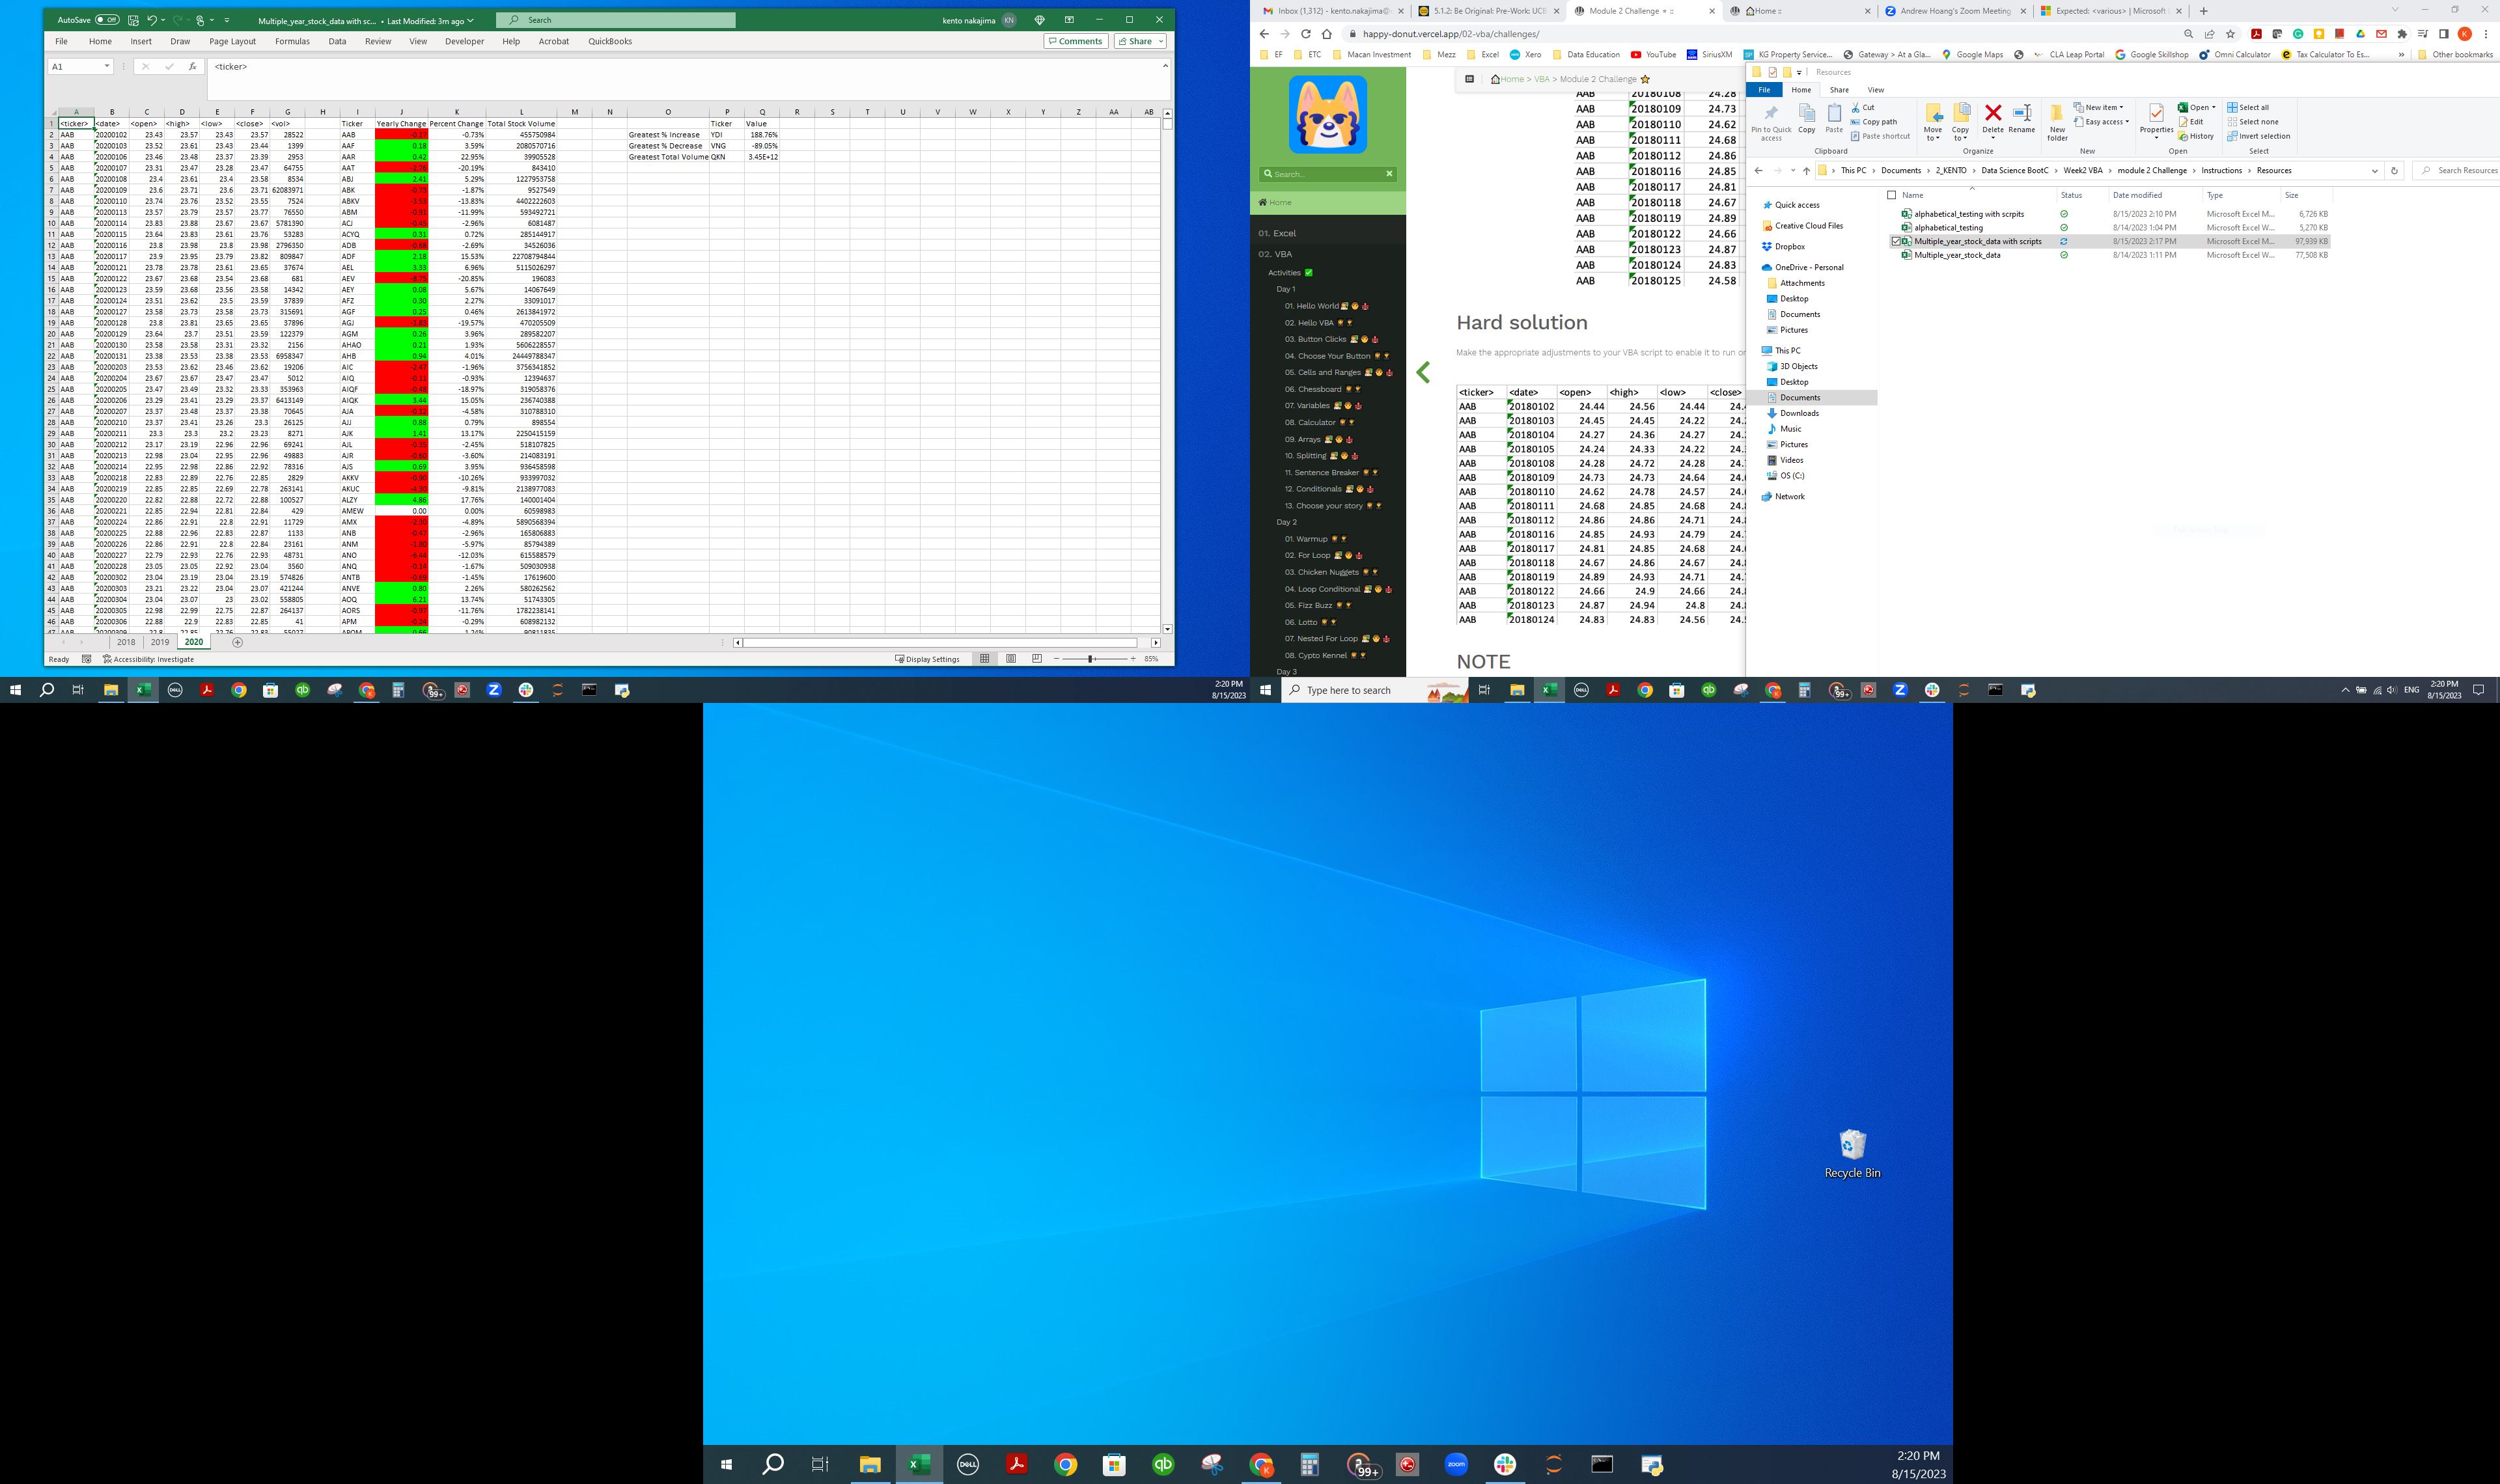 AutoSave Off Multiple_year_stock_data with sc... • Last Modified: 3m ago Search kento nakajima KN
File Home Insert Draw Page Layout Formulas Data Review View Developer Help Acrobat QuickBooks Comments Share
A1 fx <ticker>
A B C D E F G H I J K L M N O P Q R S T U V W X Y Z AA AB
1 <ticker> <date> <open> <high> <low> <close> <vol> Ticker Yearly Change Percent Change Total Stock Volume Ticker Value
2 AAB 20200102 23.43 23.57 23.43 23.57 28522 AAB 455750984 -0.73% Greatest % Increase YDI 188.76%
3 AAB 20200103 23.52 23.61 23.43 23.44 1399 AAF 0.18 3.59% 2080570716 Greatest % Decrease VNG -89.05%
4 AAB 20200106 23.46 23.48 23.37 23.39 2953 AAR 0.42 22.95% 39905528 Greatest Total Volume QKN 3.45E+12
5 AAB 20200107 23.31 23.47 23.28 23.47 64755 AAT -20.19% 843410
6 AAB 20200108 23.4 23.61 23.4 23.58 8534 ABJ 2.41 5.29% 1227953758
7 AAB 20200109 23.6 23.71 23.6 23.71 62083971 ABK -1.87% 9527549
8 AAB 20200110 23.74 23.76 23.52 23.55 7524 ABKV -13.83% 4402222603
9 AAB 20200113 23.57 23.79 23.57 23.77 76550 ABM -11.99% 593492721
10 AAB 20200114 23.83 23.88 23.67 23.67 5781390 ACJ -2.96% 6081487
11 AAB 20200115 23.64 23.83 23.61 23.76 53283 ACYQ 0.31 0.72% 285144917
12 AAB 20200116 23.8 23.98 23.8 23.98 2796350 ADB -2.69% 34526036
13 AAB 20200117 23.9 23.95 23.79 23.82 809847 ADF 2.18 15.53% 22708794844
14 AAB 20200121 23.78 23.78 23.61 23.65 37674 AEL 3.33 6.96% 5115026297
15 AAB 20200122 23.67 23.68 23.54 23.68 681 AEV -20.85% 196083
16 AAB 20200123 23.59 23.68 23.56 23.58 14342 AEY 0.08 5.67% 14067649
17 AAB 20200124 23.51 23.62 23.5 23.59 37839 AFZ 0.30 2.27% 33091017
18 AAB 20200127 23.58 23.73 23.58 23.73 315691 AGF 0.25 0.46% 2613841972
19 AAB 20200128 23.8 23.81 23.65 23.65 37896 AGJ -19.57% 470205509
20 AAB 20200129 23.64 23.7 23.51 23.59 122379 AGM 0.26 3.96% 289582207
21 AAB 20200130 23.58 23.58 23.31 23.32 2156 AHAO 0.21 1.93% 5606228557
22 AAB 20200131 23.38 23.53 23.38 23.53 6958347 AHB 0.94 4.01% 24449788347
23 AAB 20200203 23.53 23.62 23.46 23.62 19206 AIC -2.47 -1.96% 3756341852
24 AAB 20200204 23.67 23.67 23.47 23.47 5012 AIQ -0.93% 12394637
25 AAB 20200205 23.47 23.49 23.32 23.33 353963 AIQF -18.97% 319058376
26 AAB 20200206 23.29 23.41 23.29 23.37 6413149 AIQK 3.44 15.05% 236740388
27 AAB 20200207 23.37 23.48 23.37 23.38 70645 AJA -4.58% 310788310
28 AAB 20200210 23.37 23.41 23.26 23.3 26125 AJJ 0.88 0.79% 898554
29 AAB 20200211 23.3 23.3 23.2 23.23 8271 AJK 1.41 13.17% 2250415159
30 AAB 20200212 23.17 23.19 22.96 22.96 69241 AJL -2.45% 518107825
31 AAB 20200213 22.98 23.04 22.95 22.96 49883 AJR -3.60% 214083191
32 AAB 20200214 22.95 22.98 22.86 22.92 78316 AJS 0.69 3.95% 936458598
33 AAB 20200218 22.83 22.89 22.76 22.85 2829 AKKV -10.26% 933997032
34 AAB 20200219 22.85 22.85 22.69 22.78 263141 AKUC -9.81% 2138977083
35 AAB 20200220 22.82 22.88 22.72 22.88 100527 ALZY 4.86 17.76% 140001404
36 AAB 20200221 22.85 22.94 22.81 22.84 429 AMEW 0.00 0.00% 60598983
37 AAB 20200224 22.86 22.91 22.8 22.91 11729 AMX -4.89% 5890568394
38 AAB 20200225 22.88 22.96 22.83 22.87 1133 ANB -2.96% 165806883
39 AAB 20200226 22.86 22.91 22.8 22.84 23161 ANM -5.97% 85794389
40 AAB 20200227 22.79 22.93 22.76 22.93 48731 ANO -12.03% 615588579
41 AAB 20200228 23.05 23.05 22.92 23.04 3560 ANQ -1.67% 509030938
42 AAB 20200302 23.04 23.19 23.04 23.19 574826 ANTB -1.45% 17619600
43 AAB 20200303 23.21 23.22 23.04 23.07 421244 ANVE 0.80 2.26% 580262562
44 AAB 20200304 23.04 23.07 23 23.02 558805 AOQ 6.21 13.74% 51743305
45 AAB 20200305 22.98 22.99 22.75 22.87 264137 AORS -11.76% 1782238141
46 AAB 20200306 22.88 22.9 22.83 22.85 41 APM -0.29% 608982132
2018 2019 2020
Ready Accessibility: Investigate Display Settings 85%
2:20 PM
8/15/2023
Inbox (1,312) - kento.nakajima@ 5.1.2: Be Original: Pre-Work: UCB Module 2 Challenge Home :: Andrew Hoang's Zoom Meeting Expected: <various> | Microsoft
happy-donut.vercel.app/02-vba/challenges/
EF ETC Macan Investment Mezz Excel Xero Data Education YouTube SiriusXM KG Property Service... Gateway > At a Gla... Google Maps CLA Leap Portal Google Skillshop Omni Calculator Tax Calculator To Es... » Other bookmarks
Search...
Home
01. Excel
02. VBA
Activities
Day 1
01. Hello World
02. Hello VBA
03. Button Clicks
04. Choose Your Button
05. Cells and Ranges
06. Chessboard
07. Variables
08. Calculator
09. Arrays
10. Splitting
11. Sentence Breaker
12. Conditionals
13. Choose your story
Day 2
01. Warmup
02. For Loop
03. Chicken Nuggets
04. Loop Conditional
05. Fizz Buzz
06. Lotto
07. Nested For Loop
08. Cypto Kennel
Day 3
Home > VBA > Module 2 Challenge
AAB 20180108 24.28
AAB 20180109 24.73
AAB 20180110 24.62
AAB 20180111 24.68
AAB 20180112 24.86
AAB 20180116 24.85
AAB 20180117 24.81
AAB 20180118 24.67
AAB 20180119 24.89
AAB 20180122 24.66
AAB 20180123 24.87
AAB 20180124 24.83
AAB 20180125 24.58
Hard solution
Make the appropriate adjustments to your VBA script to enable it to run
<ticker> <date> <open> <high> <low> <close>
AAB 20180102 24.44 24.56 24.44
AAB 20180103 24.45 24.45 24.22
AAB 20180104 24.27 24.36 24.27
AAB 20180105 24.24 24.33 24.22
AAB 20180108 24.28 24.72 24.28
AAB 20180109 24.73 24.73 24.64
AAB 20180110 24.62 24.78 24.57
AAB 20180111 24.68 24.85 24.68
AAB 20180112 24.86 24.86 24.71
AAB 20180116 24.85 24.93 24.79
AAB 20180117 24.81 24.85 24.68
AAB 20180118 24.67 24.86 24.67
AAB 20180119 24.89 24.93 24.71
AAB 20180122 24.66 24.9 24.66
AAB 20180123 24.87 24.94 24.8
AAB 20180124 24.83 24.83 24.56
NOTE
Resources
File Home Share View
Pin to Quick access Copy Paste Cut Copy path Paste shortcut Move to Copy to Delete Rename New folder New item Easy access Properties Open Edit History Select all Select none Invert selection
Clipboard Organize New Open Select
This PC > Documents > 2_KENTO > Data Science BootC > Week2 VBA > module 2 Challenge > Instructions > Resources Search Resources
Name Status Date modified Type Size
alphabetical_testing with scrpits 8/15/2023 2:10 PM Microsoft Excel M... 6,726 KB
alphabetical_testing 8/14/2023 1:04 PM Microsoft Excel W... 5,270 KB
Multiple_year_stock_data with scripts 8/15/2023 2:17 PM Microsoft Excel M... 97,939 KB
Multiple_year_stock_data 8/14/2023 1:11 PM Microsoft Excel W... 77,508 KB
Quick access
Creative Cloud Files
Dropbox
OneDrive - Personal
Attachments
Desktop
Documents
Pictures
This PC
3D Objects
Desktop
Documents
Downloads
Music
Pictures
Videos
OS (C:)
Network
Type here to search
99+
ENG
2:20 PM
8/15/2023
Recycle Bin
DELL qb 99+ zoom
2:20 PM
8/15/2023